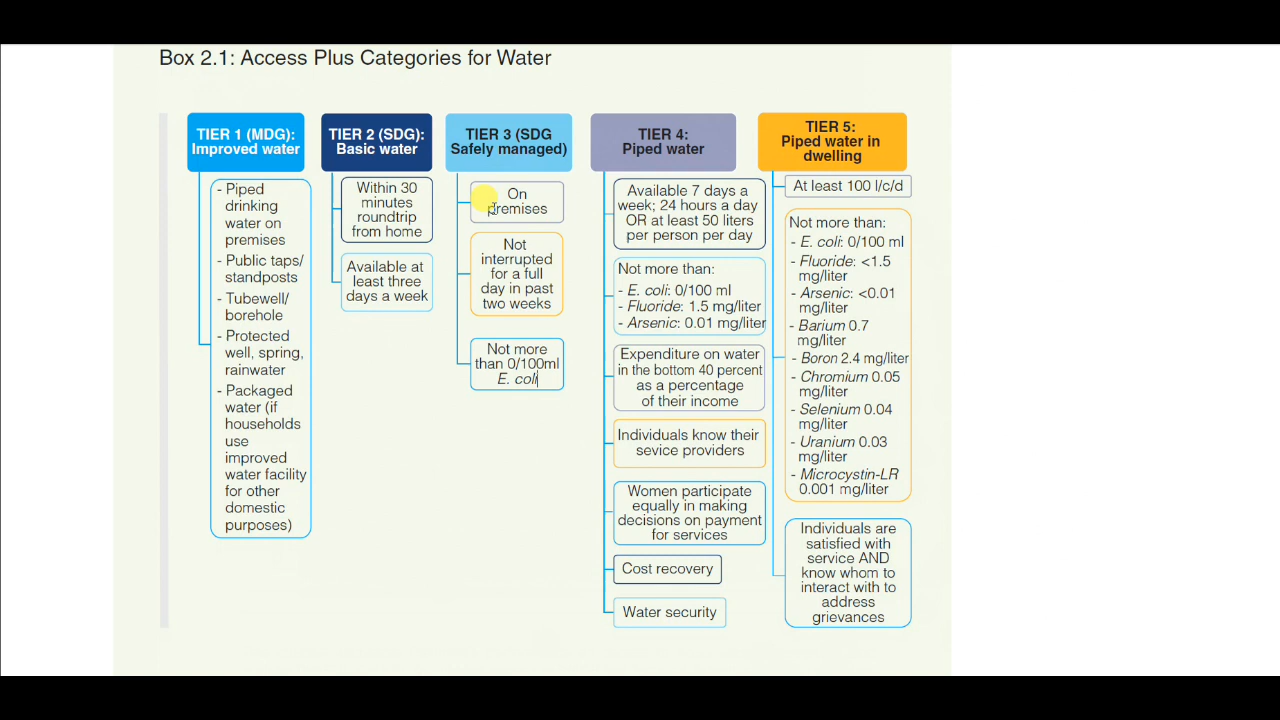 Box 2.1: Access Plus Categories for Water
TIER 1 (MDG):
Improved water
- Piped
drinking
water on
premises
- Public taps/
standposts
- Tubewell/
borehole
- Protected
well, spring,
rainwater
- Packaged
water (if
households
use
improved
water facility
for other
domestic
purposes)
TIER 2 (SDG):
Basic water
Within 30
minutes
roundtrip
from home
Available at
least three
days a week
TIER 3 (SDG
Safely managed)
On
premises
Not
interrupted
for a full
day in past
two weeks
Not more
than 0/100ml
E. coli
TIER 4:
Piped water
Available 7 days a
week; 24 hours a day
OR at least 50 liters
per person per day
Not more than:
- E. coli: 0/100 ml
- Fluoride: 1.5 mg/liter
- Arsenic: 0.01 mg/liter
Expenditure on water
in the bottom 40 percent
as a percentage
of their income
Individuals know their
sevice providers
Women participate
equally in making
decisions on payment
for services
Cost recovery
Water security
TIER 5:
Piped water in
dwelling
At least 100 l/c/d
Not more than:
- E. coli: 0/100 ml
- Fluoride: <1.5
mg/liter
- Arsenic: <0.01
mg/liter
- Barium 0.7
mg/liter
- Boron 2.4 mg/liter
- Chromium 0.05
mg/liter
- Selenium 0.04
mg/liter
- Uranium 0.03
mg/liter
- Microcystin-LR
0.001 mg/liter
Individuals are
satisfied with
service AND
know whom to
interact with to
address
grievances